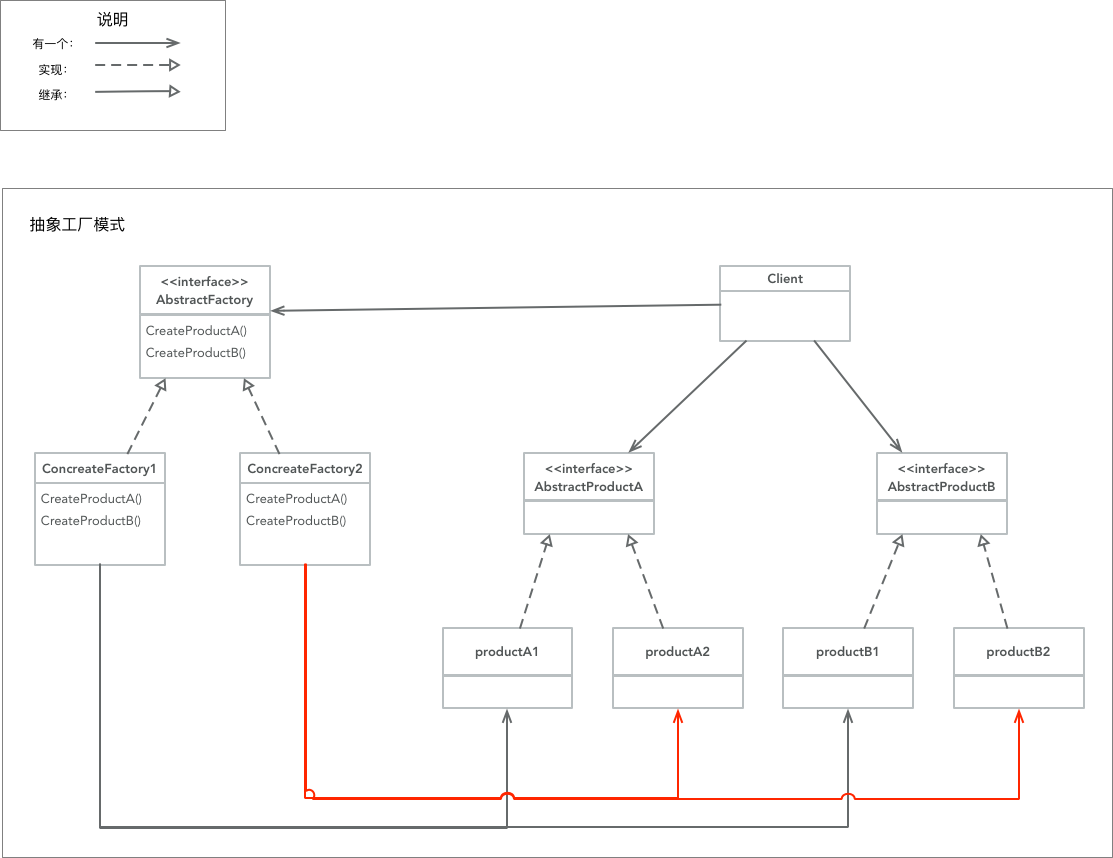 说明
有一个：
实现：
继承：
抽象工厂模式
<<interface>>
AbstractFactory
CreateProductA()
CreateProductB()
Client
ConcreateFactory1
CreateProductA()
CreateProductB()
ConcreateFactory2
CreateProductA()
CreateProductB()
<<interface>>
AbstractProductA
<<interface>>
AbstractProductB
productA1
productA2
productB1
productB2